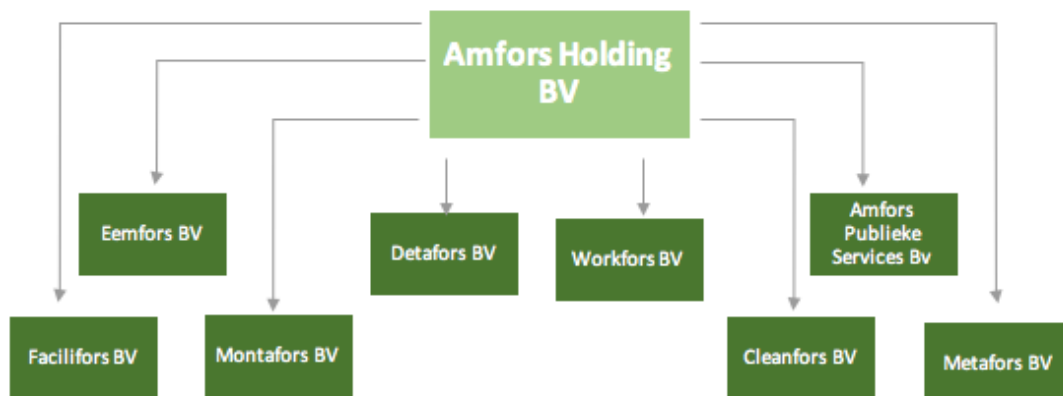 Amfors Holding
BV
Eemfors BV
Detafors BV
Workfors BV
Amfors
Publieke
Services Bv
Facilifors BV
Montafors BV
Cleanfors BV
Metafors BV